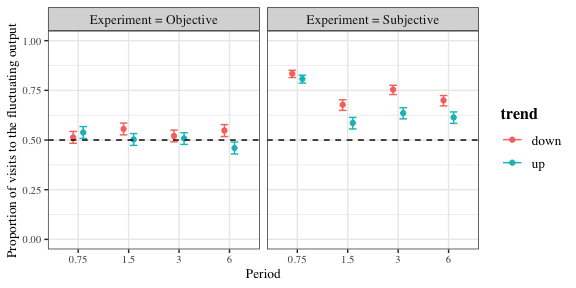 Experiment = Objective
Experiment = Subjective
Proportion of visits to the fluctuating output
1.00
0.75
0.50
0.25
0.00
0.75 1.5 3 6
0.75 1.5 3 6
Period
trend
down
up